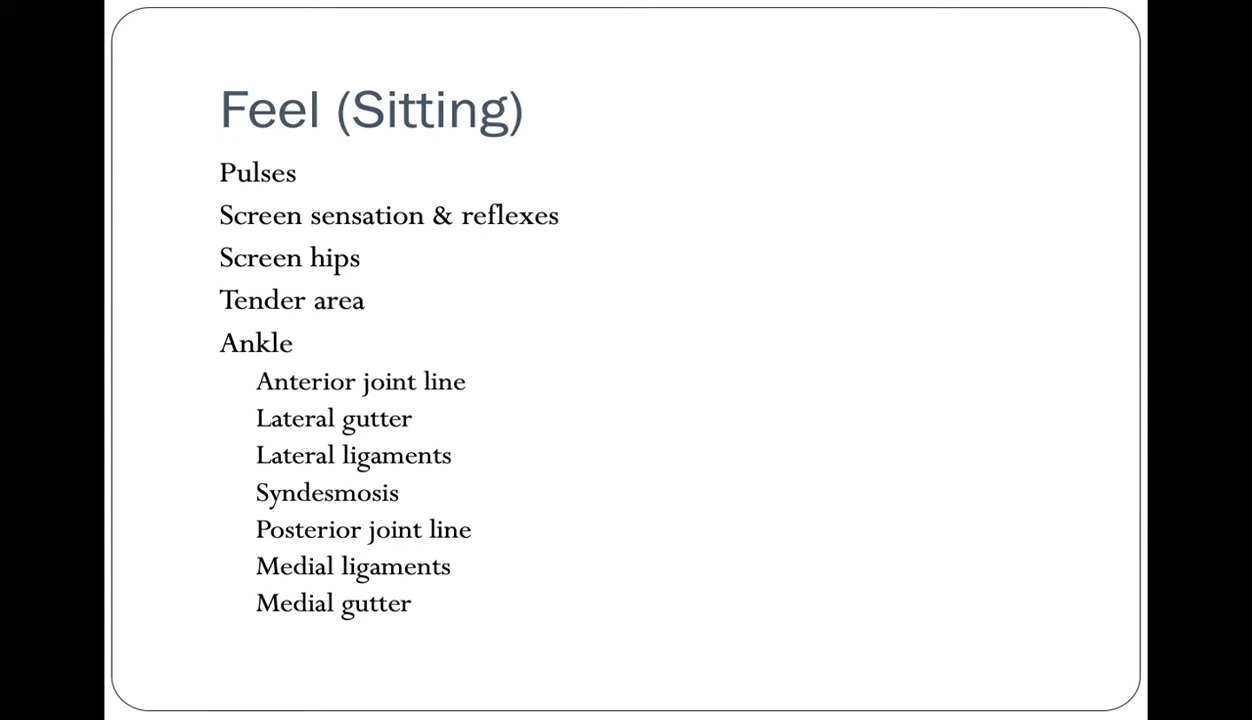 Feel (Sitting)
Pulses
Screen sensation & reflexes
Screen hips
Tender area
Ankle
Anterior joint line
Lateral gutter
Lateral ligaments
Syndesmosis
Posterior joint line
Medial ligaments
Medial gutter